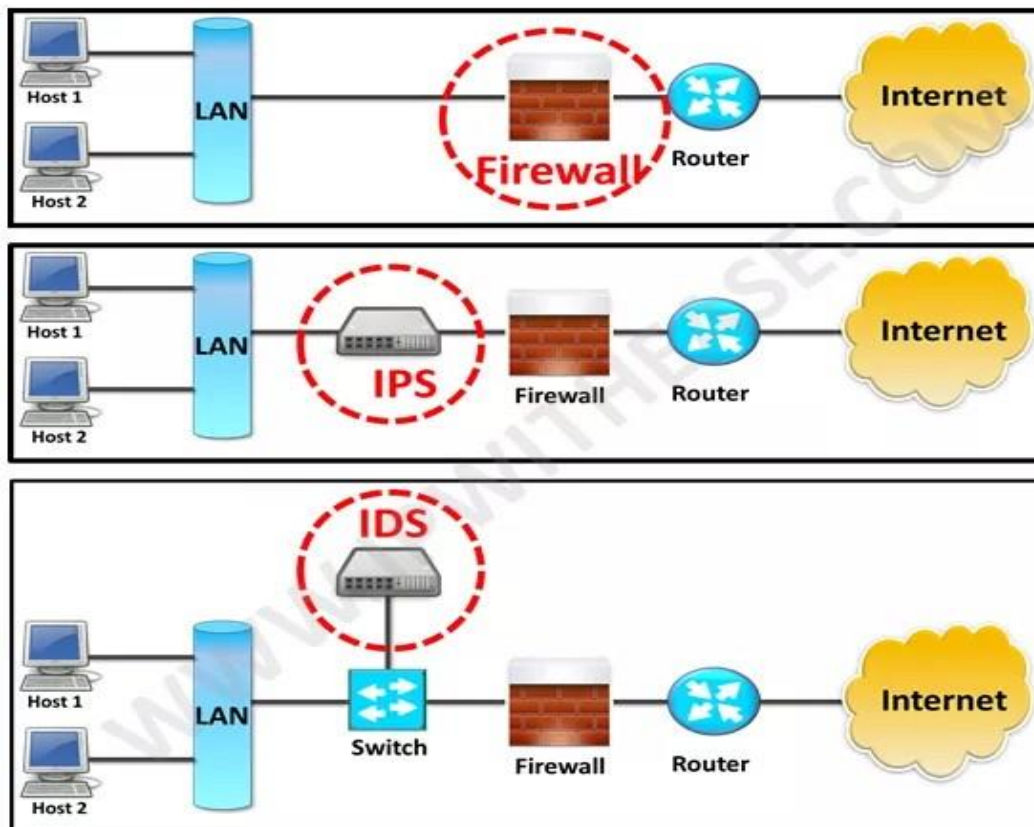 Host 1
LAN
Internet
Router
Firewall
Host 2
Host 1
LAN
IPS
Firewall
Router
Internet
Host 2
IDS
Host 1
LAN
Switch
Firewall
Router
Internet
Host 2